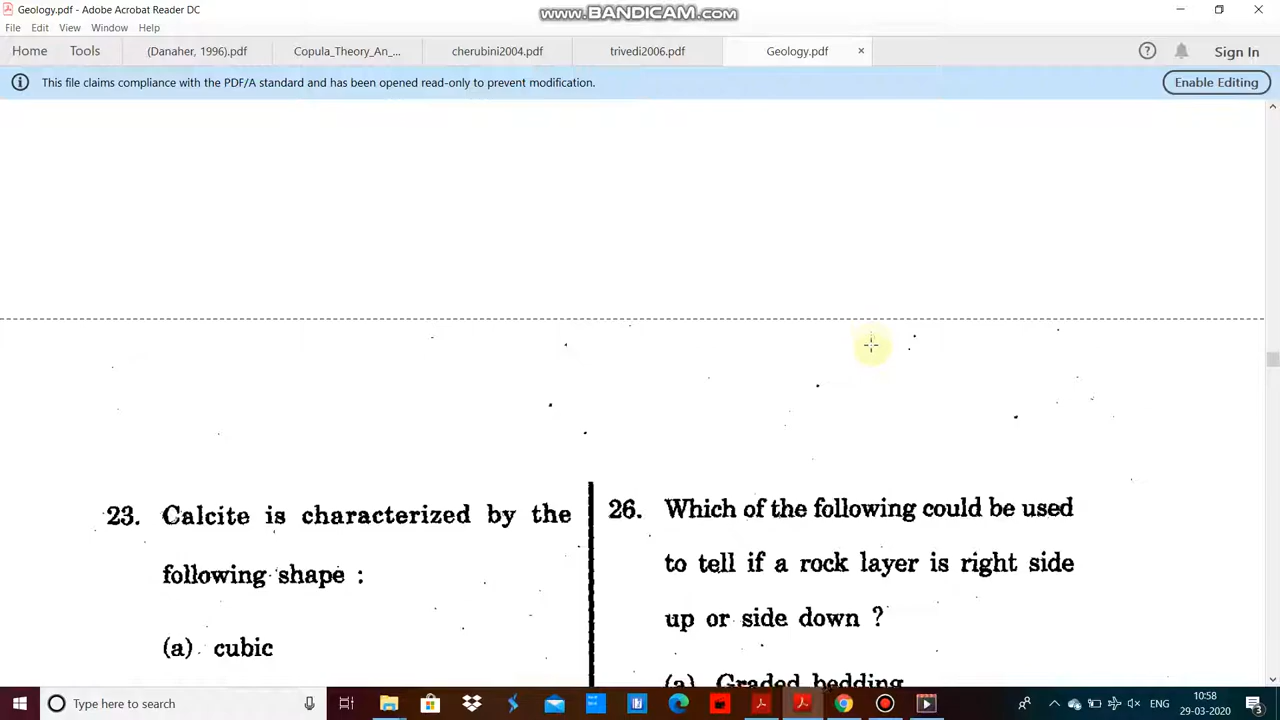 Geology.pdf - Adobe Acrobat Reader DC
www.BANDICAM.com
File Edit View Window Help
Home Tools (Danaher, 1996).pdf Copula_Theory_An_... cherubini2004.pdf trivedi2006.pdf Geology.pdf × Sign In
This file claims compliance with the PDF/A standard and has been opened read-only to prevent modification. Enable Editing
23. Calcite is characterized by the
following shape :
(a) cubic
26. Which of the following could be used
to tell if a rock layer is right side
up or side down ?
(a) Graded bedding
Type here to search
ENG
10:58
29-03-2020
3